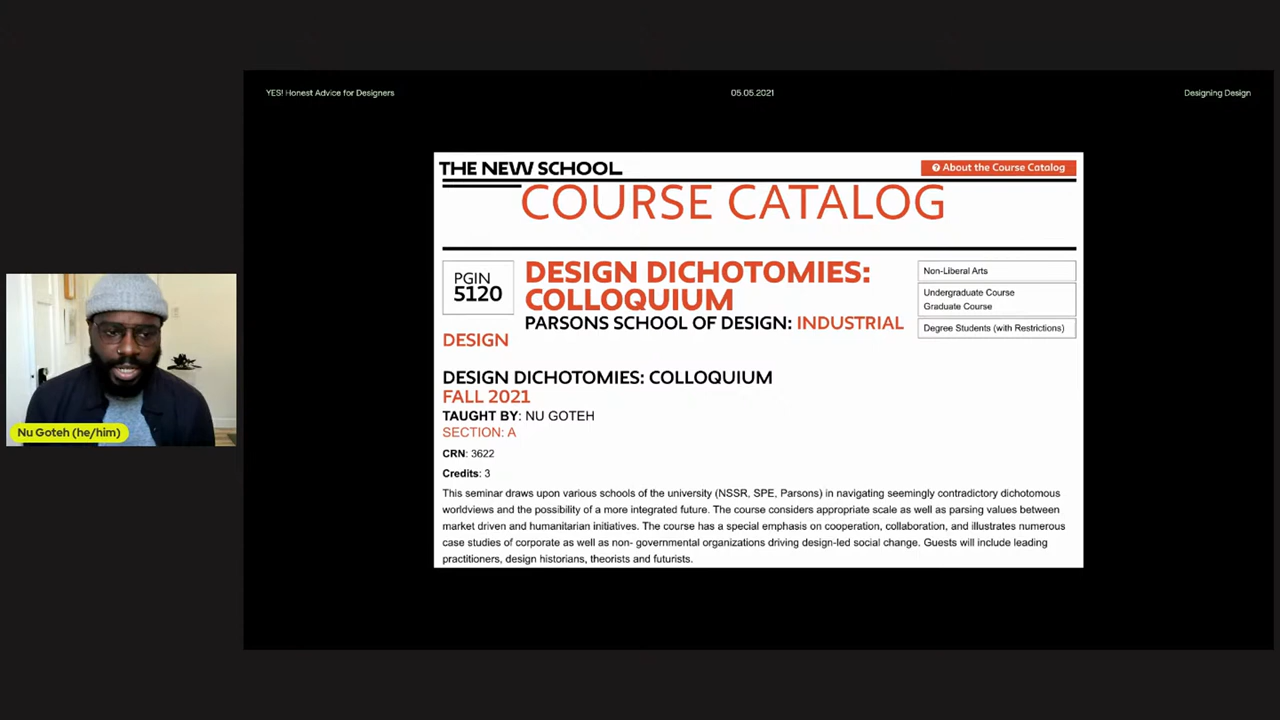 YES! Honest Advice for Designers
05.05.2021
Designing Design
THE NEW SCHOOL
About the Course Catalog
COURSE CATALOG
PGIN
5120
DESIGN DICHOTOMIES:
COLLOQUIUM
PARSONS SCHOOL OF DESIGN: INDUSTRIAL
DESIGN
Non-Liberal Arts
Undergraduate Course
Graduate Course
Degree Students (with Restrictions)
DESIGN DICHOTOMIES: COLLOQUIUM
FALL 2021
TAUGHT BY: NU GOTEH
SECTION: A
CRN: 3622
Credits: 3
This seminar draws upon various schools of the university (NSSR, SPE, Parsons) in navigating seemingly contradictory dichotomous
worldviews and the possibility of a more integrated future. The course considers appropriate scale as well as parsing values between
market driven and humanitarian initiatives. The course has a special emphasis on cooperation, collaboration, and illustrates numerous
case studies of corporate as well as non- governmental organizations driving design-led social change. Guests will include leading
practitioners, design historians, theorists and futurists.
Nu Goteh (he/him)